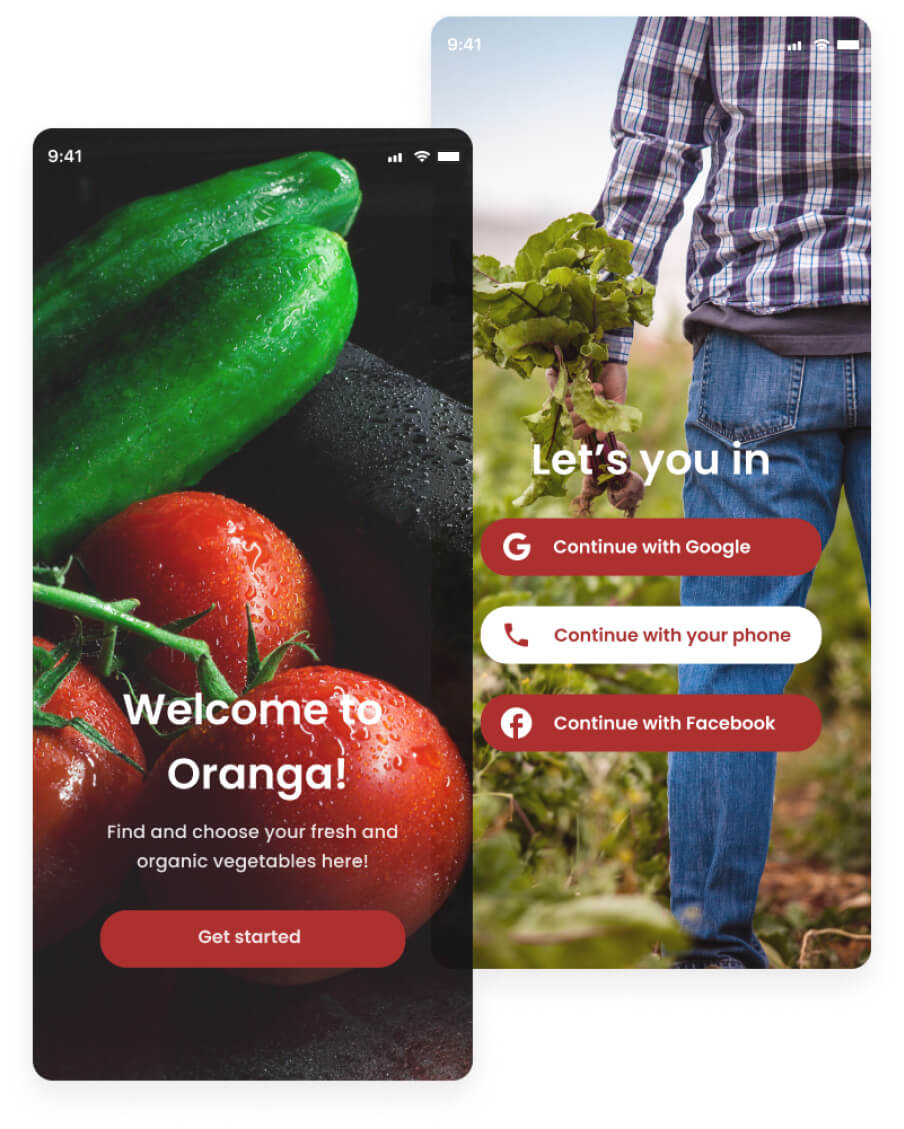 9:41
Welcome to
Oranga!
Find and choose your fresh and
organic vegetables here!
Get started
9:41
Let's you in
Continue with Google
Continue with your phone
Continue with Facebook